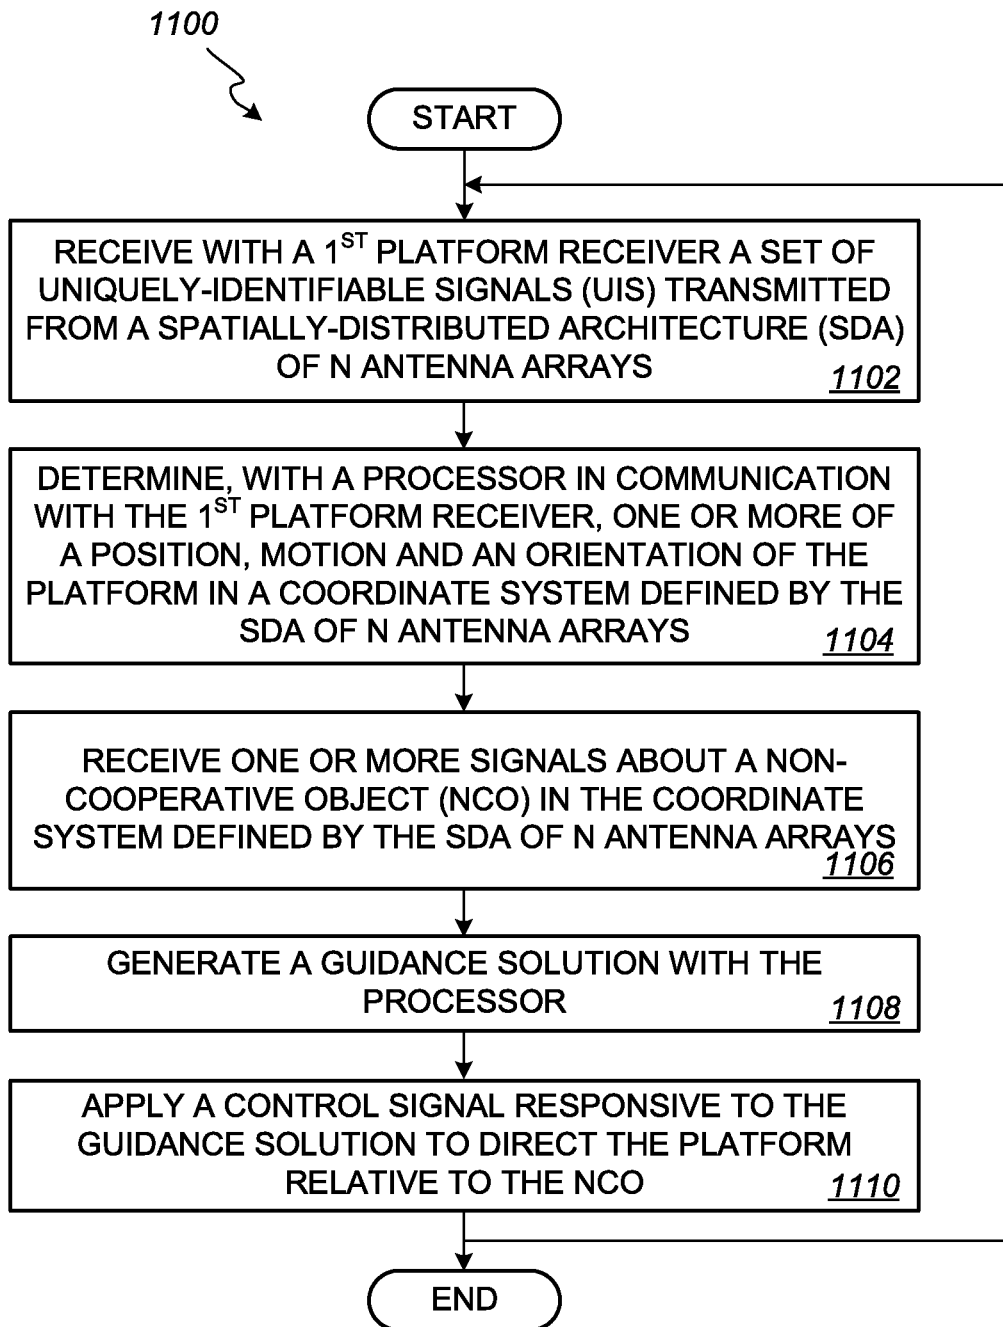 1100
START
RECEIVE WITH A 1ST PLATFORM RECEIVER A SET OF
UNIQUELY-IDENTIFIABLE SIGNALS (UIS) TRANSMITTED
FROM A SPATIALLY-DISTRIBUTED ARCHITECTURE (SDA)
OF N ANTENNA ARRAYS
1102
DETERMINE, WITH A PROCESSOR IN COMMUNICATION
WITH THE 1ST PLATFORM RECEIVER, ONE OR MORE OF
A POSITION, MOTION AND AN ORIENTATION OF THE
PLATFORM IN A COORDINATE SYSTEM DEFINED BY THE
SDA OF N ANTENNA ARRAYS
1104
RECEIVE ONE OR MORE SIGNALS ABOUT A NON-
COOPERATIVE OBJECT (NCO) IN THE COORDINATE
SYSTEM DEFINED BY THE SDA OF N ANTENNA ARRAYS
1106
GENERATE A GUIDANCE SOLUTION WITH THE
PROCESSOR
1108
APPLY A CONTROL SIGNAL RESPONSIVE TO THE
GUIDANCE SOLUTION TO DIRECT THE PLATFORM
RELATIVE TO THE NCO
1110
END